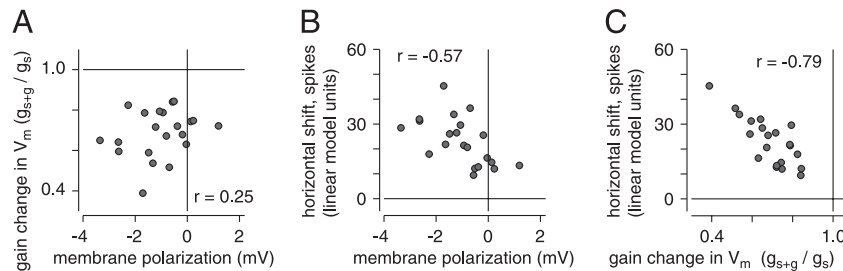 A
gain change in Vm (gs+g / gs)
1.0
0.4
r = 0.25
-4
-2
0
2
membrane polarization (mV)
B
horizontal shift, spikes
(linear model units)
60
30
0
r = -0.57
-4
-2
0
2
membrane polarization (mV)
C
horizontal shift, spikes
(linear model units)
60
30
0
r = -0.79
0.4
1.0
gain change in Vm (gs+g / gs)